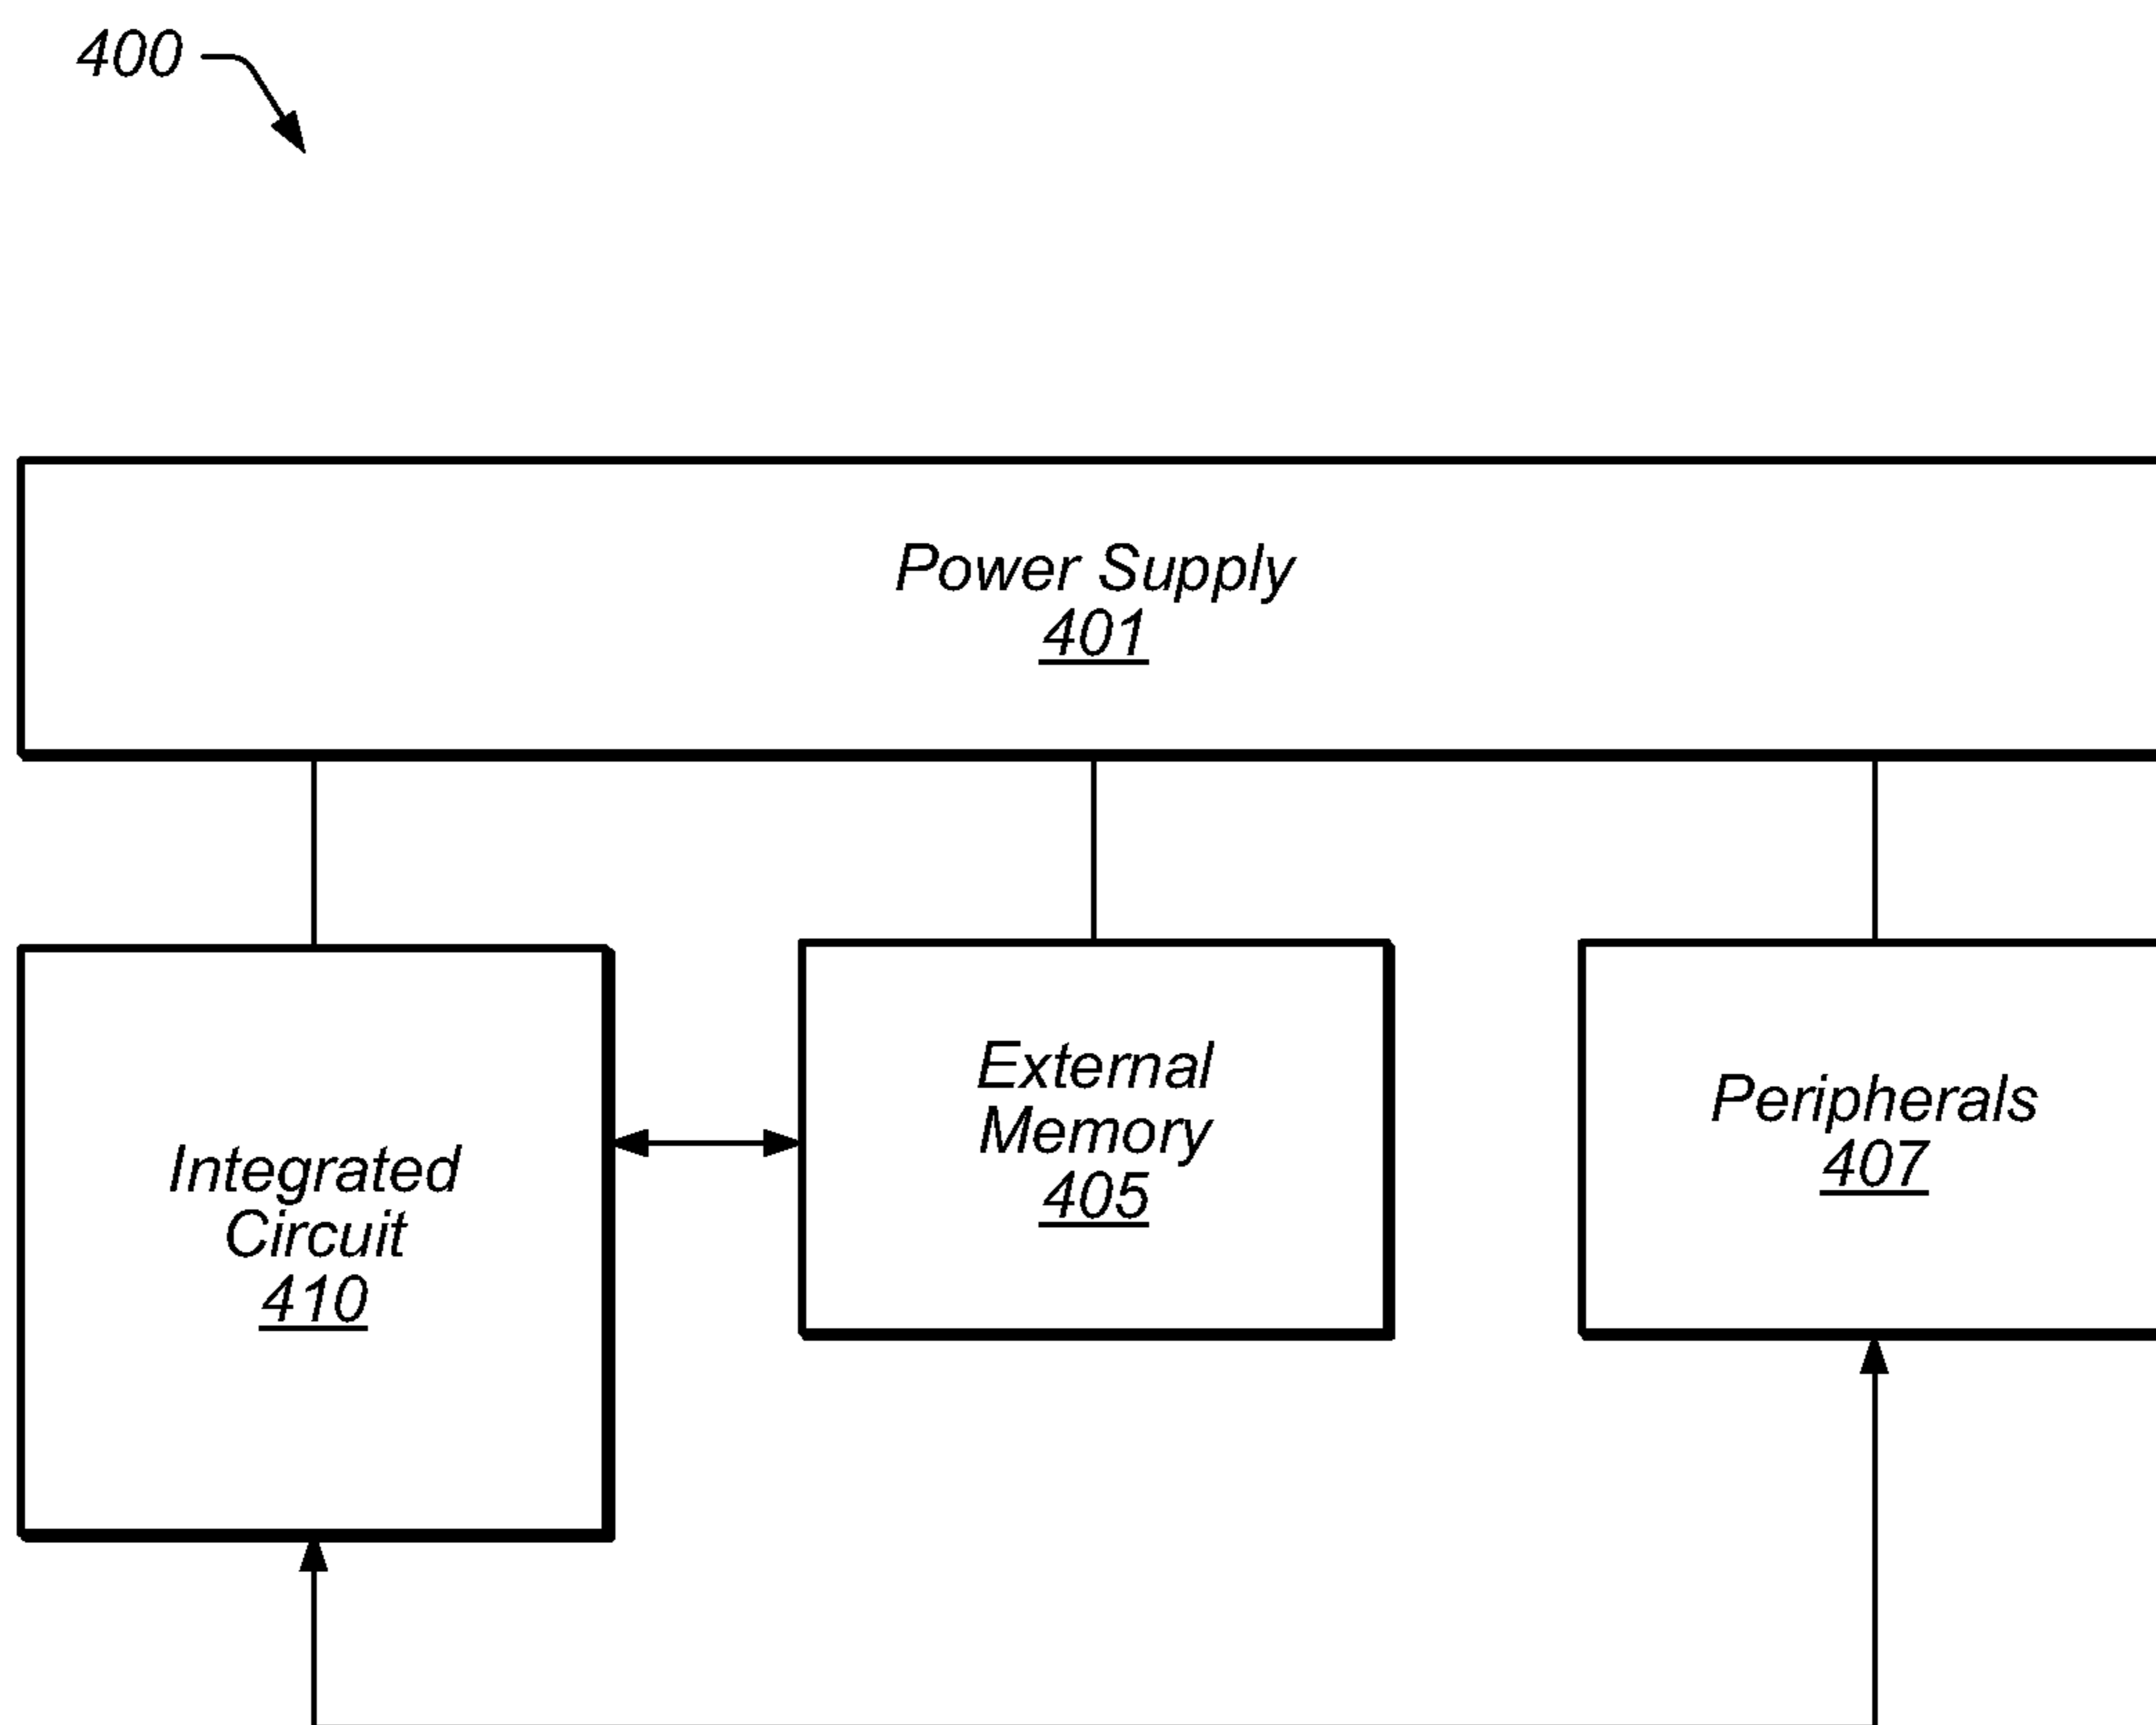 400
Power Supply
401
Integrated
Circuit
410
External
Memory
405
Peripherals
407